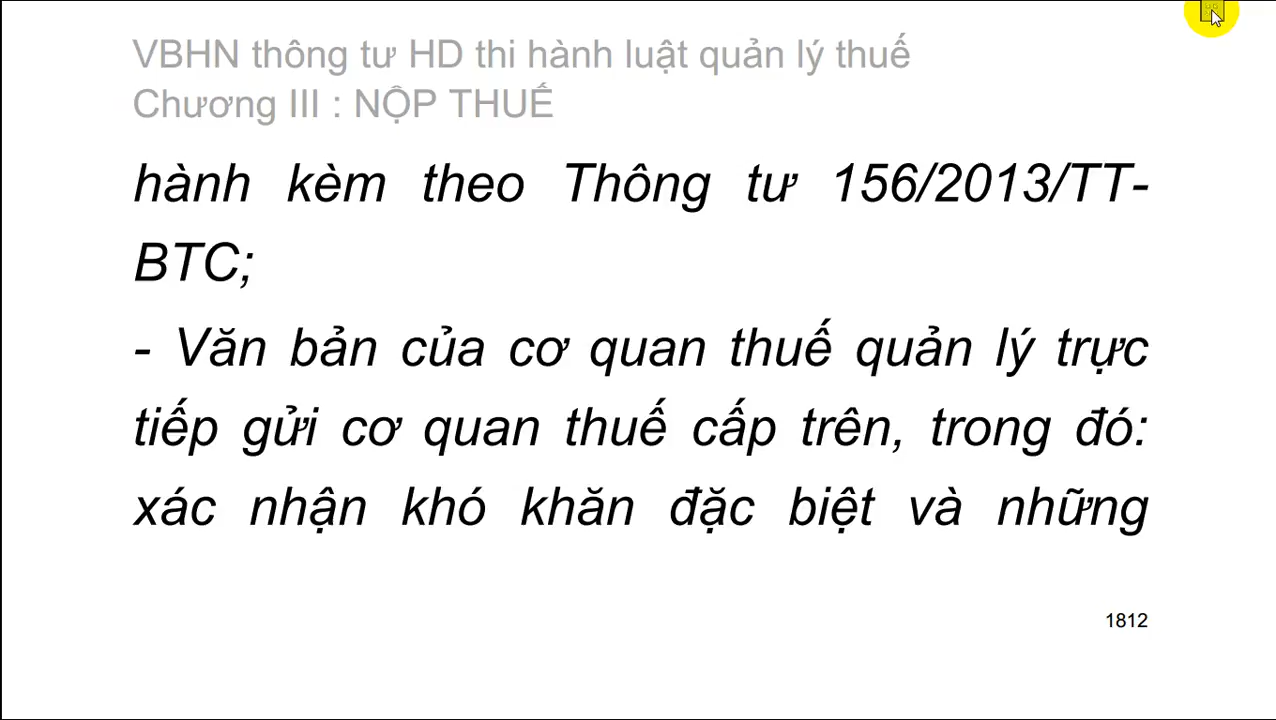 VBHN thông tư HD thi hành luật quản lý thuế
Chương III : NỘP THUẾ
hành kèm theo Thông tư 156/2013/TT-
BTC;
- Văn bản của cơ quan thuế quản lý trực
tiếp gửi cơ quan thuế cấp trên, trong đó:
xác nhận khó khăn đặc biệt và những
1812